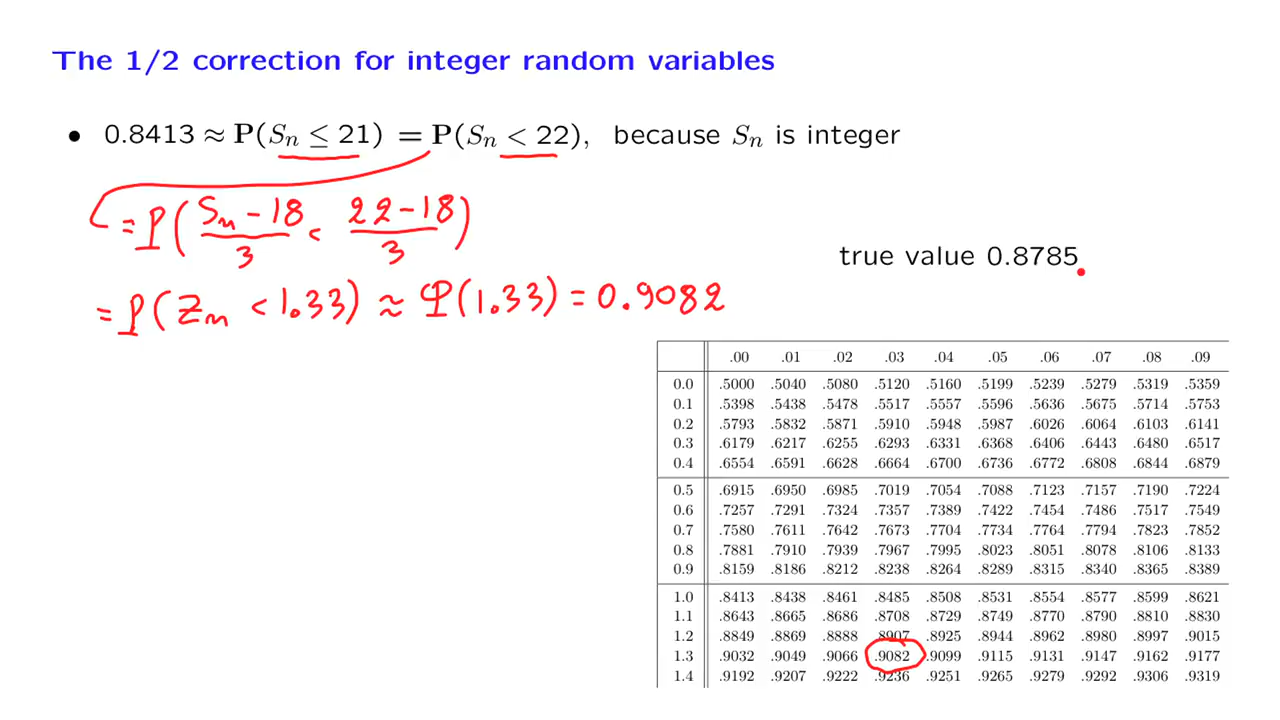 The 1/2 correction for integer random variables
• 0.8413 ≈ P(Sₙ ≤ 21) = P(Sₙ < 22), because Sₙ is integer
= P( (Sₙ − 18)/3 < (22 − 18)/3 )
true value 0.8785
= P(Zₙ < 1.33) ≈ Φ(1.33) = 0.9082
.00 .01 .02 .03 .04 .05 .06 .07 .08 .09
0.0 .5000 .5040 .5080 .5120 .5160 .5199 .5239 .5279 .5319 .5359
0.1 .5398 .5438 .5478 .5517 .5557 .5596 .5636 .5675 .5714 .5753
0.2 .5793 .5832 .5871 .5910 .5948 .5987 .6026 .6064 .6103 .6141
0.3 .6179 .6217 .6255 .6293 .6331 .6368 .6406 .6443 .6480 .6517
0.4 .6554 .6591 .6628 .6664 .6700 .6736 .6772 .6808 .6844 .6879
0.5 .6915 .6950 .6985 .7019 .7054 .7088 .7123 .7157 .7190 .7224
0.6 .7257 .7291 .7324 .7357 .7389 .7422 .7454 .7486 .7517 .7549
0.7 .7580 .7611 .7642 .7673 .7704 .7734 .7764 .7794 .7823 .7852
0.8 .7881 .7910 .7939 .7967 .7995 .8023 .8051 .8078 .8106 .8133
0.9 .8159 .8186 .8212 .8238 .8264 .8289 .8315 .8340 .8365 .8389
1.0 .8413 .8438 .8461 .8485 .8508 .8531 .8554 .8577 .8599 .8621
1.1 .8643 .8665 .8686 .8708 .8729 .8749 .8770 .8790 .8810 .8830
1.2 .8849 .8869 .8888 .8907 .8925 .8944 .8962 .8980 .8997 .9015
1.3 .9032 .9049 .9066 .9082 .9099 .9115 .9131 .9147 .9162 .9177
1.4 .9192 .9207 .9222 .9236 .9251 .9265 .9279 .9292 .9306 .9319